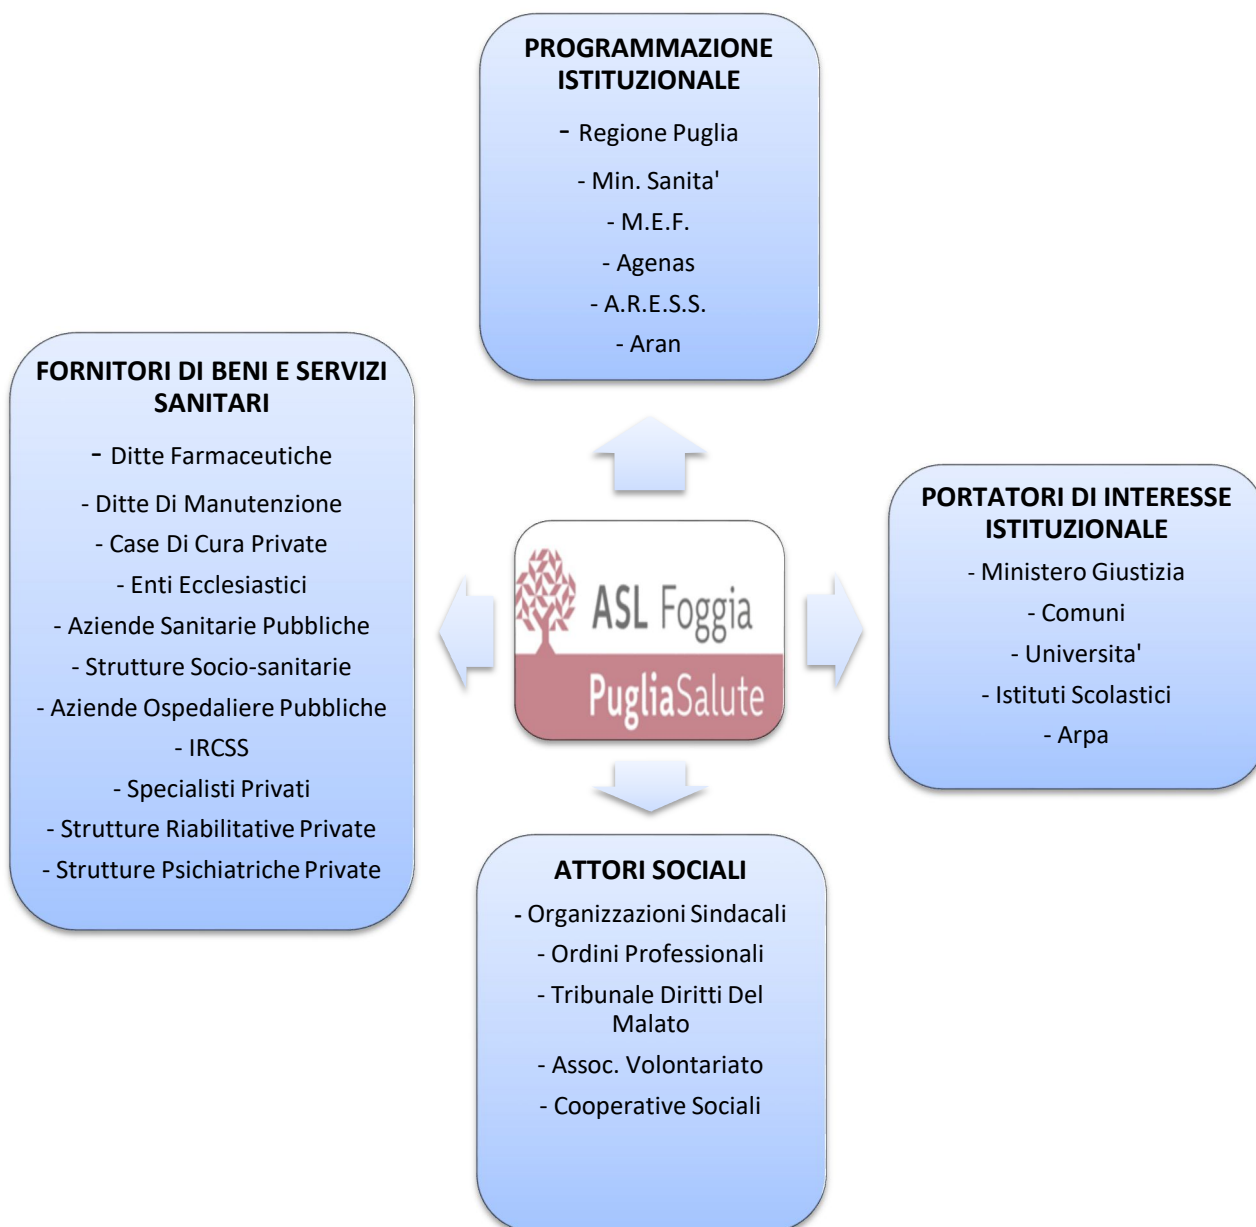 PROGRAMMAZIONE
ISTITUZIONALE
- Regione Puglia
- Min. Sanita'
- M.E.F.
- Agenas
- A.R.E.S.S.
- Aran
FORNITORI DI BENI E SERVIZI
SANITARI
- Ditte Farmaceutiche
- Ditte Di Manutenzione
- Case Di Cura Private
- Enti Ecclesiastici
- Aziende Sanitarie Pubbliche
- Strutture Socio-sanitarie
- Aziende Ospedaliere Pubbliche
- IRCSS
- Specialisti Privati
- Strutture Riabilitative Private
- Strutture Psichiatriche Private
ASL Foggia
PugliaSalute
PORTATORI DI INTERESSE
ISTITUZIONALE
- Ministero Giustizia
- Comuni
- Universita'
- Istituti Scolastici
- Arpa
ATTORI SOCIALI
- Organizzazioni Sindacali
- Ordini Professionali
- Tribunale Diritti Del
Malato
- Assoc. Volontariato
- Cooperative Sociali